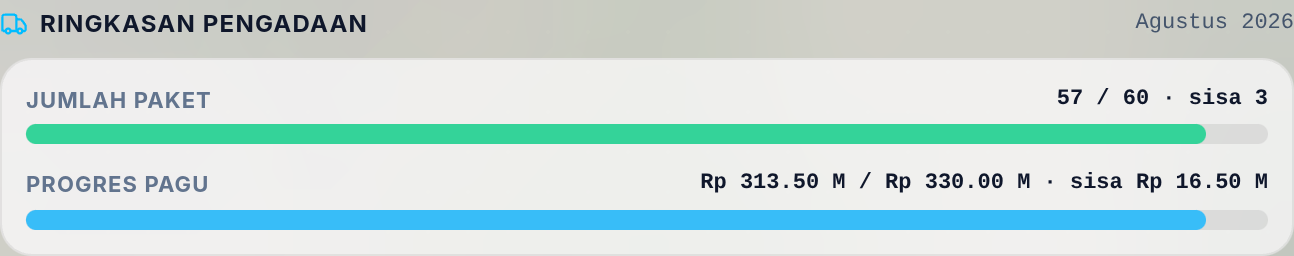 RINGKASAN PENGADAAN
Agustus 2026
JUMLAH PAKET
57 / 60 · sisa 3
PROGRES PAGU
Rp 313.50 M / Rp 330.00 M · sisa Rp 16.50 M